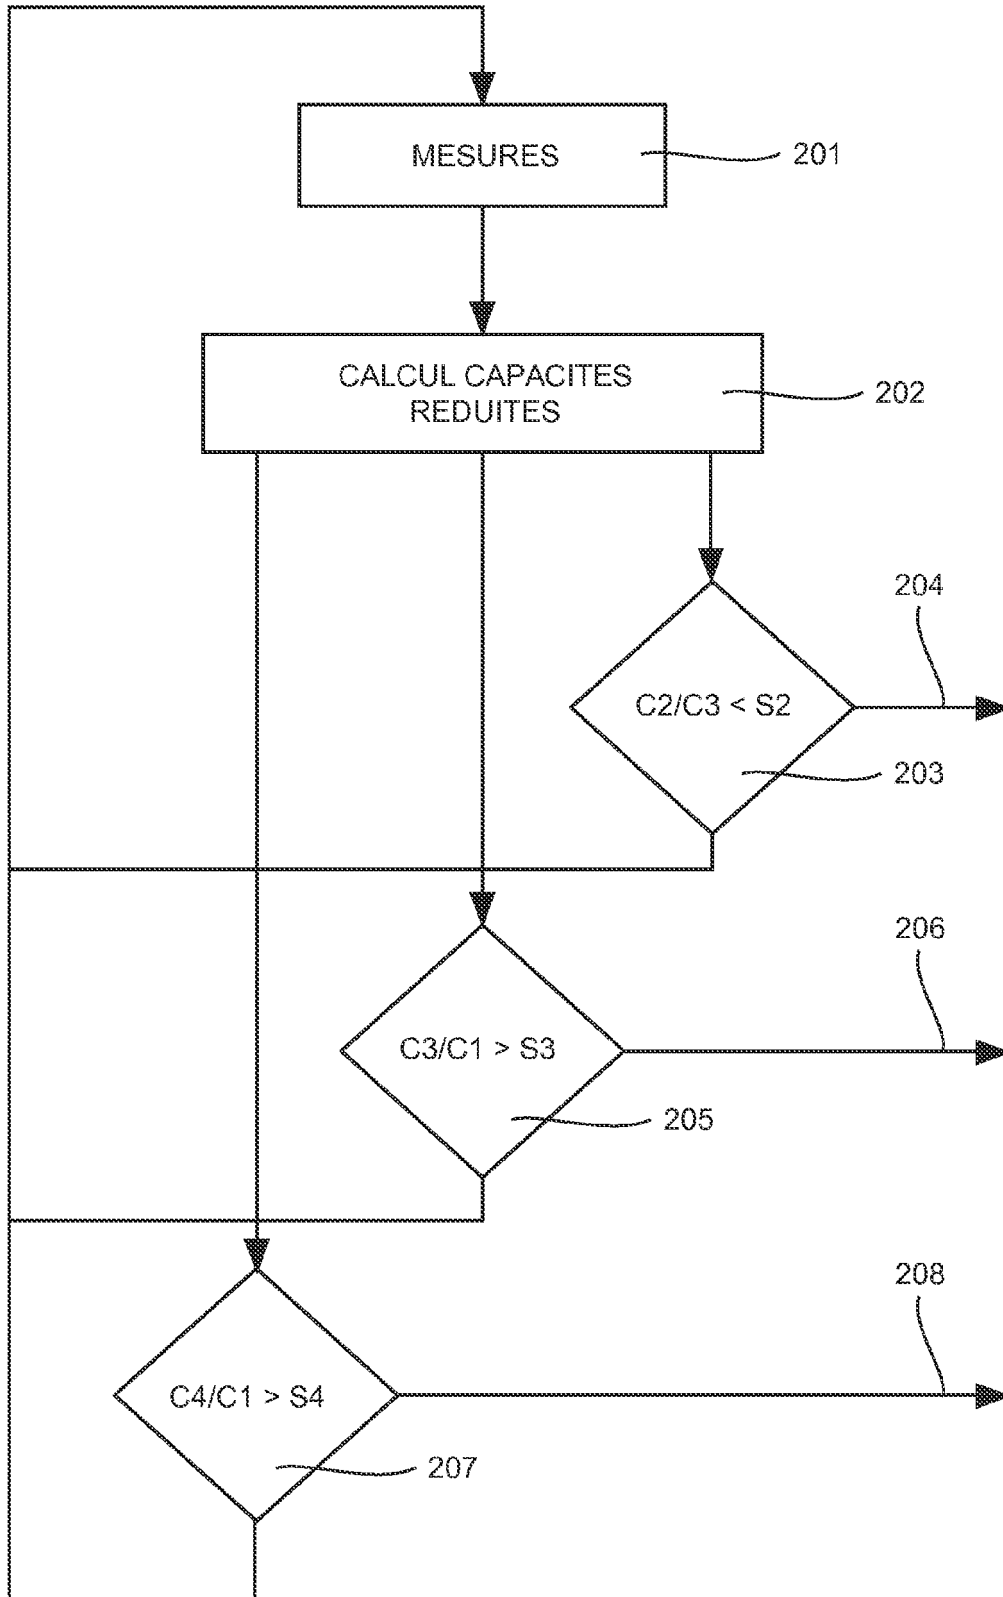 MESURES
201
CALCUL CAPACITES
REDUITES
202
204
C2/C3 < S2
203
206
C3/C1 > S3
205
208
C4/C1 > S4
207